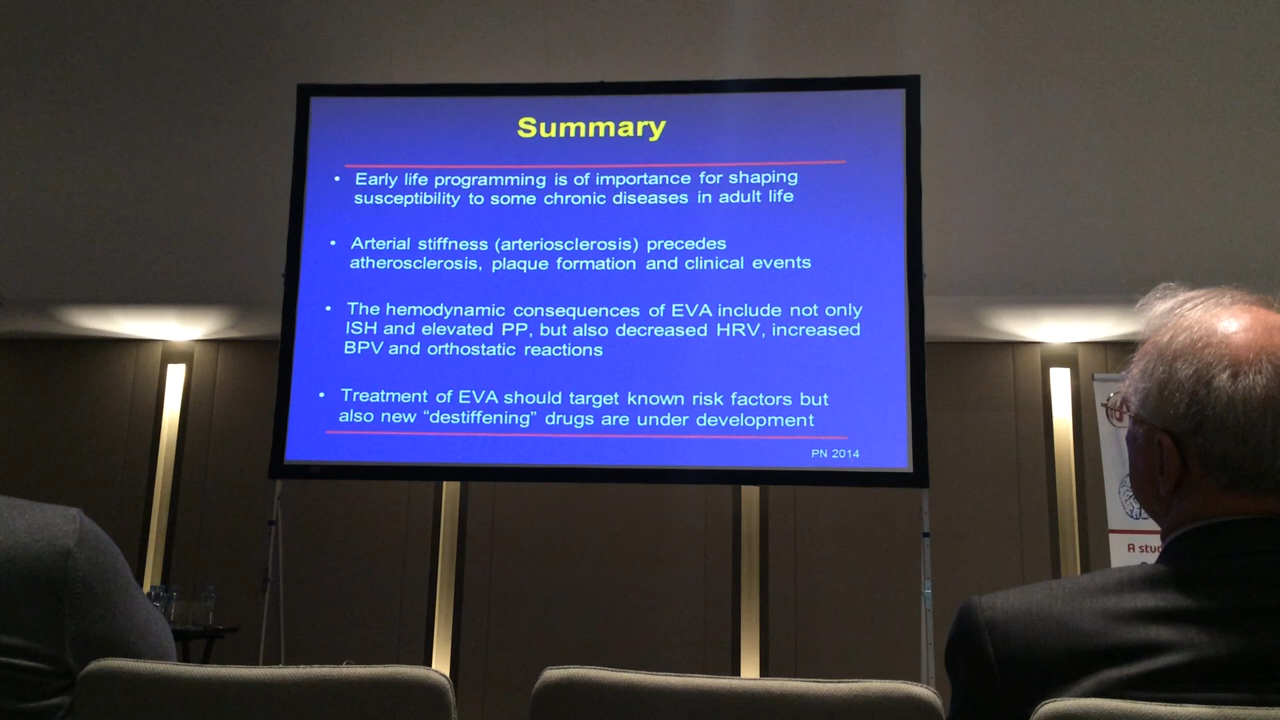 Summary
• Early life programming is of importance for shaping
susceptibility to some chronic diseases in adult life
• Arterial stiffness (arteriosclerosis) precedes
atherosclerosis, plaque formation and clinical events
• The hemodynamic consequences of EVA include not only
ISH and elevated PP, but also decreased HRV, increased
BPV and orthostatic reactions
• Treatment of EVA should target known risk factors but
also new “destiffening” drugs are under development
PN 2014
A